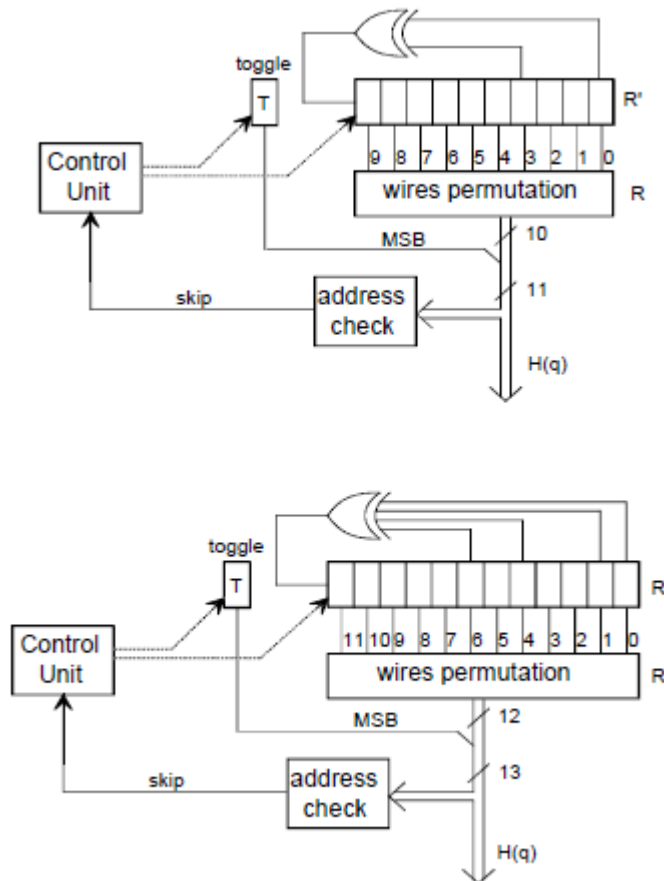 toggle
T
R'
Control
Unit
9 8 7 6 5 4 3 2 1 0
wires permutation
R
10
MSB
skip
address
check
11
H(q)
toggle
T
R
Control
Unit
11 10 9 8 7 6 5 4 3 2 1 0
wires permutation
R
12
MSB
skip
address
check
13
H(q)